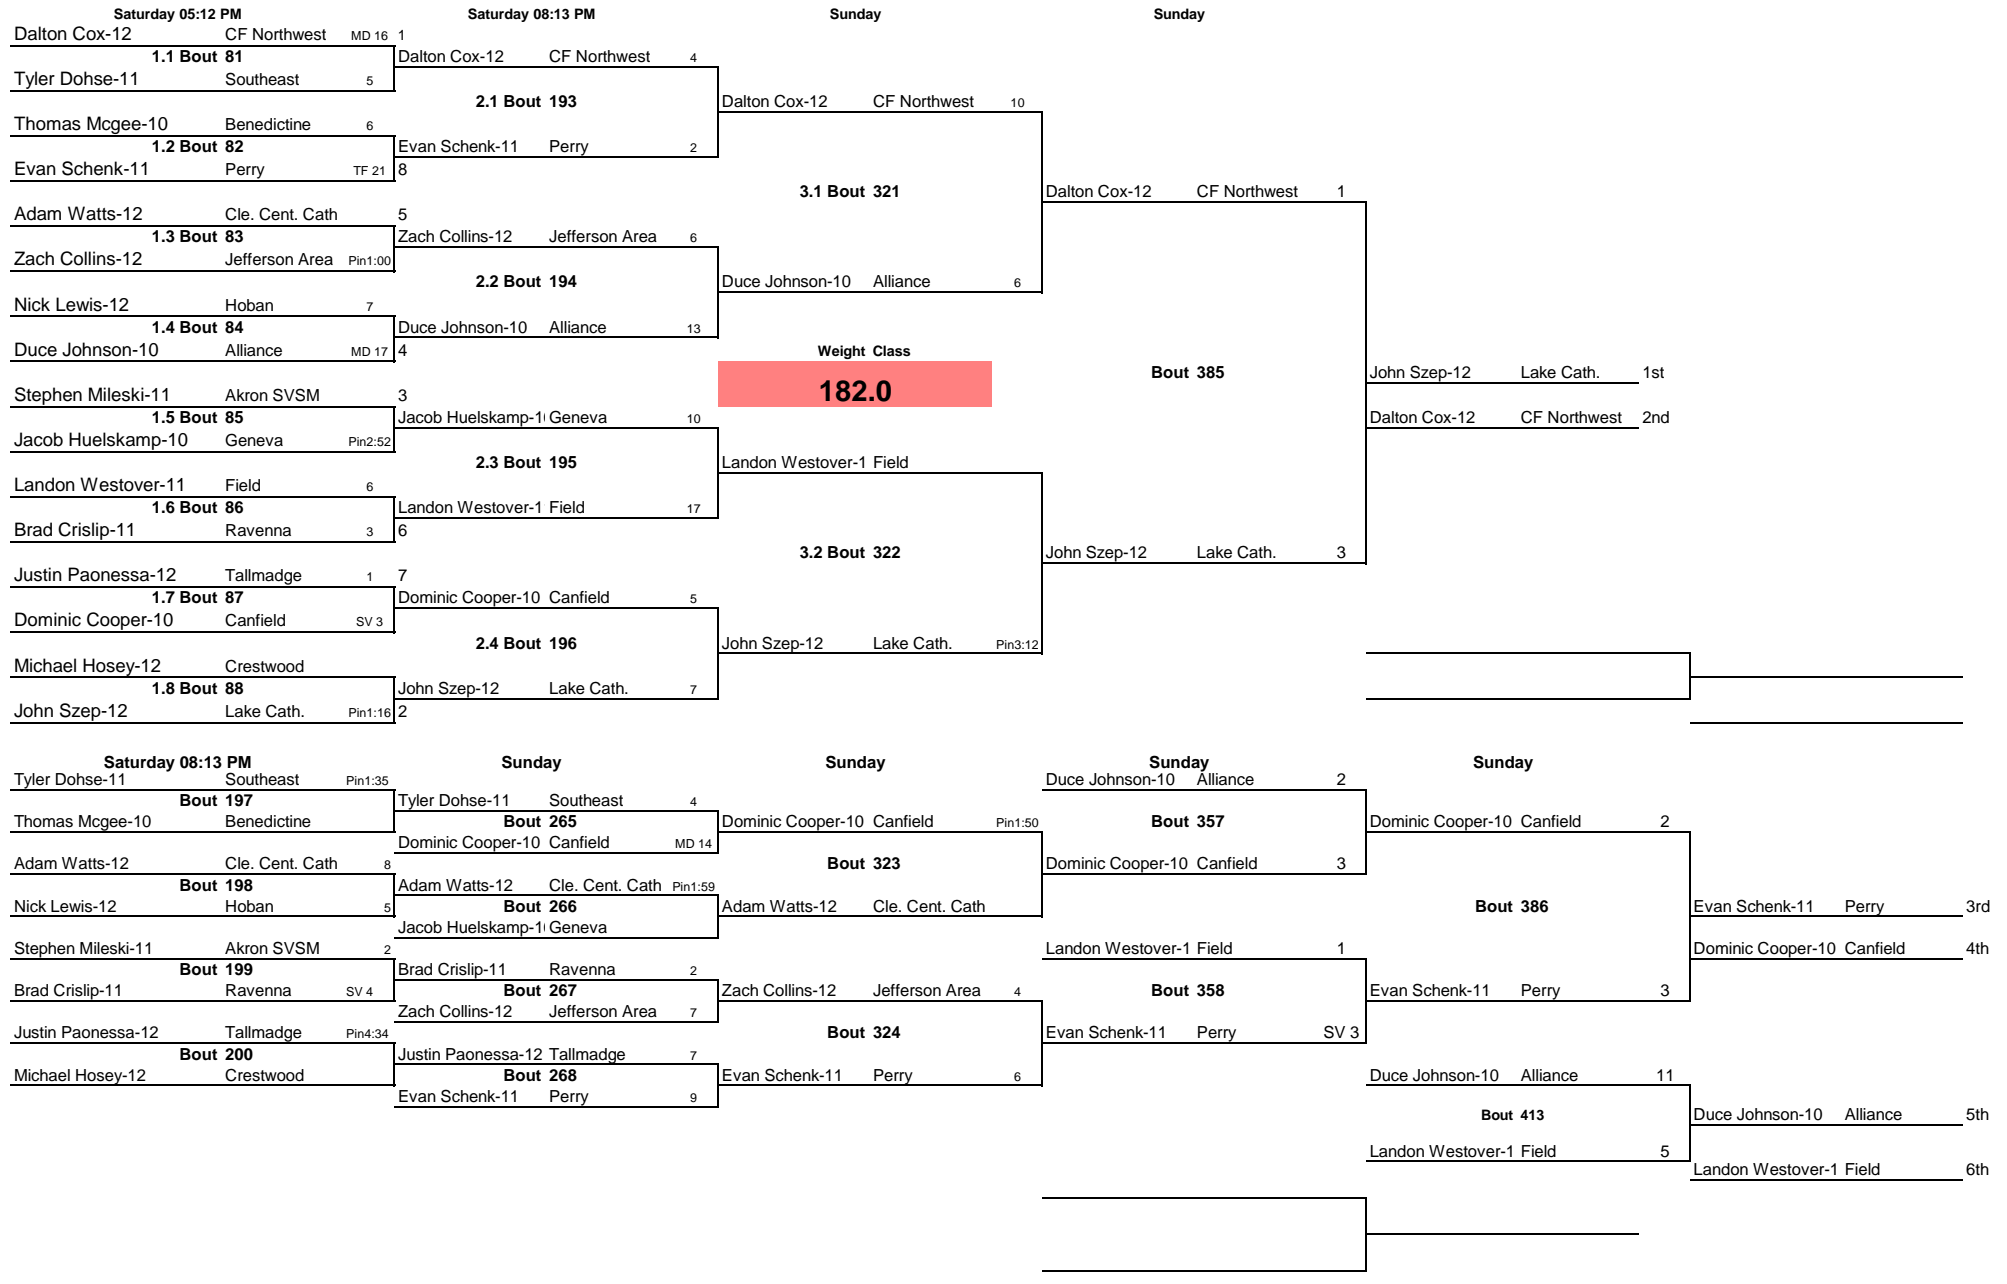 Saturday 05:12 PM Saturday 08:13 PM Sunday Sunday
Dalton Cox-12 CF Northwest MD 16 1
1.1 Bout 81 Dalton Cox-12 CF Northwest 4
Tyler Dohse-11 Southeast 5
2.1 Bout 193 Dalton Cox-12 CF Northwest 10
Thomas Mcgee-10 Benedictine 6
1.2 Bout 82 Evan Schenk-11 Perry 2
Evan Schenk-11 Perry TF 21 8
3.1 Bout 321 Dalton Cox-12 CF Northwest 1
Adam Watts-12 Cle. Cent. Cath 5
1.3 Bout 83 Zach Collins-12 Jefferson Area 6
Zach Collins-12 Jefferson Area Pin1:00
2.2 Bout 194 Duce Johnson-10 Alliance 6
Nick Lewis-12 Hoban 7
1.4 Bout 84 Duce Johnson-10 Alliance 13
Duce Johnson-10 Alliance MD 17 4 Weight Class
Bout 385 John Szep-12 Lake Cath. 1st
Stephen Mileski-11 Akron SVSM 3 182.0
1.5 Bout 85 Jacob Huelskamp-1 Geneva 10 Dalton Cox-12 CF Northwest 2nd
Jacob Huelskamp-10 Geneva Pin2:52
2.3 Bout 195 Landon Westover-1 Field
Landon Westover-11 Field 6
1.6 Bout 86 Landon Westover-1 Field 17
Brad Crislip-11 Ravenna 3 6
3.2 Bout 322 John Szep-12 Lake Cath. 3
Justin Paonessa-12 Tallmadge 1 7
1.7 Bout 87 Dominic Cooper-10 Canfield 5
Dominic Cooper-10 Canfield SV 3
2.4 Bout 196 John Szep-12 Lake Cath. Pin3:12
Michael Hosey-12 Crestwood
1.8 Bout 88 John Szep-12 Lake Cath. 7
John Szep-12 Lake Cath. Pin1:16 2
Saturday 08:13 PM Sunday Sunday Sunday Sunday
Tyler Dohse-11 Southeast Pin1:35 Duce Johnson-10 Alliance 2
Bout 197 Tyler Dohse-11 Southeast 4
Thomas Mcgee-10 Benedictine Bout 265 Dominic Cooper-10 Canfield Pin1:50 Bout 357 Dominic Cooper-10 Canfield 2
Dominic Cooper-10 Canfield MD 14
Adam Watts-12 Cle. Cent. Cath 8 Bout 323 Dominic Cooper-10 Canfield 3
Bout 198 Adam Watts-12 Cle. Cent. Cath Pin1:59
Nick Lewis-12 Hoban 5 Bout 266 Adam Watts-12 Cle. Cent. Cath Bout 386 Evan Schenk-11 Perry 3rd
Jacob Huelskamp-1 Geneva
Stephen Mileski-11 Akron SVSM 2 Landon Westover-1 Field 1 Dominic Cooper-10 Canfield 4th
Bout 199 Brad Crislip-11 Ravenna 2
Brad Crislip-11 Ravenna SV 4 Bout 267 Zach Collins-12 Jefferson Area 4 Bout 358 Evan Schenk-11 Perry 3
Zach Collins-12 Jefferson Area 7
Justin Paonessa-12 Tallmadge Pin4:34 Bout 324 Evan Schenk-11 Perry SV 3
Bout 200 Justin Paonessa-12 Tallmadge 7
Michael Hosey-12 Crestwood Bout 268 Evan Schenk-11 Perry 6 Duce Johnson-10 Alliance 11
Evan Schenk-11 Perry 9
Bout 413 Duce Johnson-10 Alliance 5th
Landon Westover-1 Field 5
Landon Westover-1 Field 6th